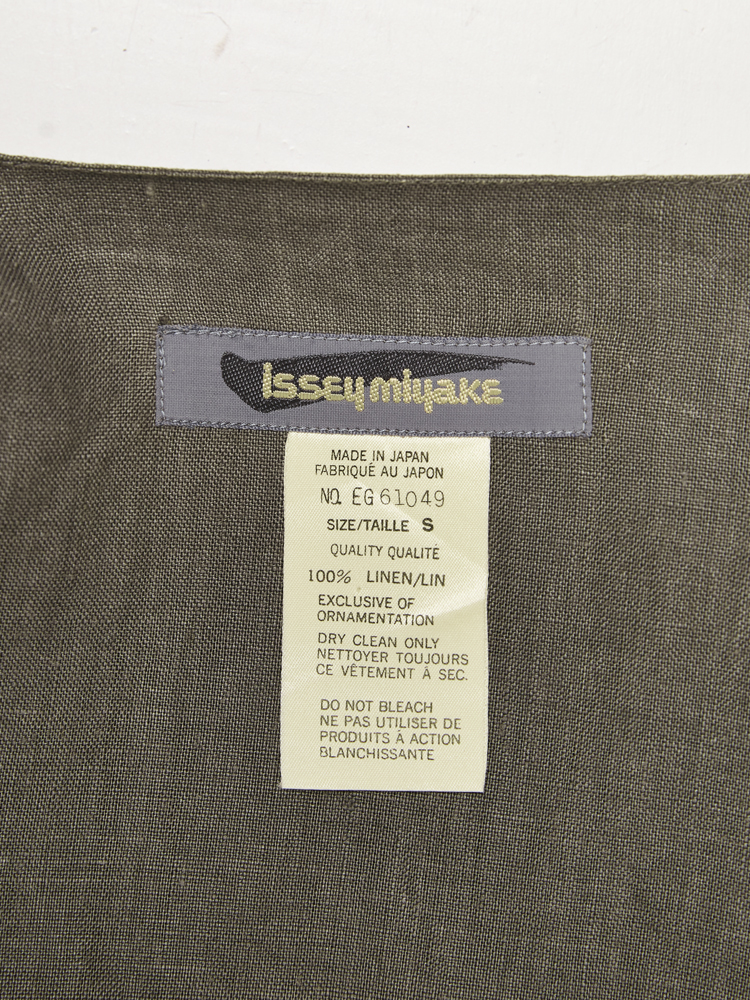 ISSEY MIYAKE
MADE IN JAPAN
FABRIQUÉ AU JAPON
NO. EG61049
SIZE/TAILLE S
QUALITY QUALITÉ
100% LINEN/LIN
EXCLUSIVE OF
ORNAMENTATION
DRY CLEAN ONLY
NETTOYER TOUJOURS
CE VÊTEMENT À SEC.
DO NOT BLEACH
NE PAS UTILISER DE
PRODUITS À ACTION
BLANCHISSANTE